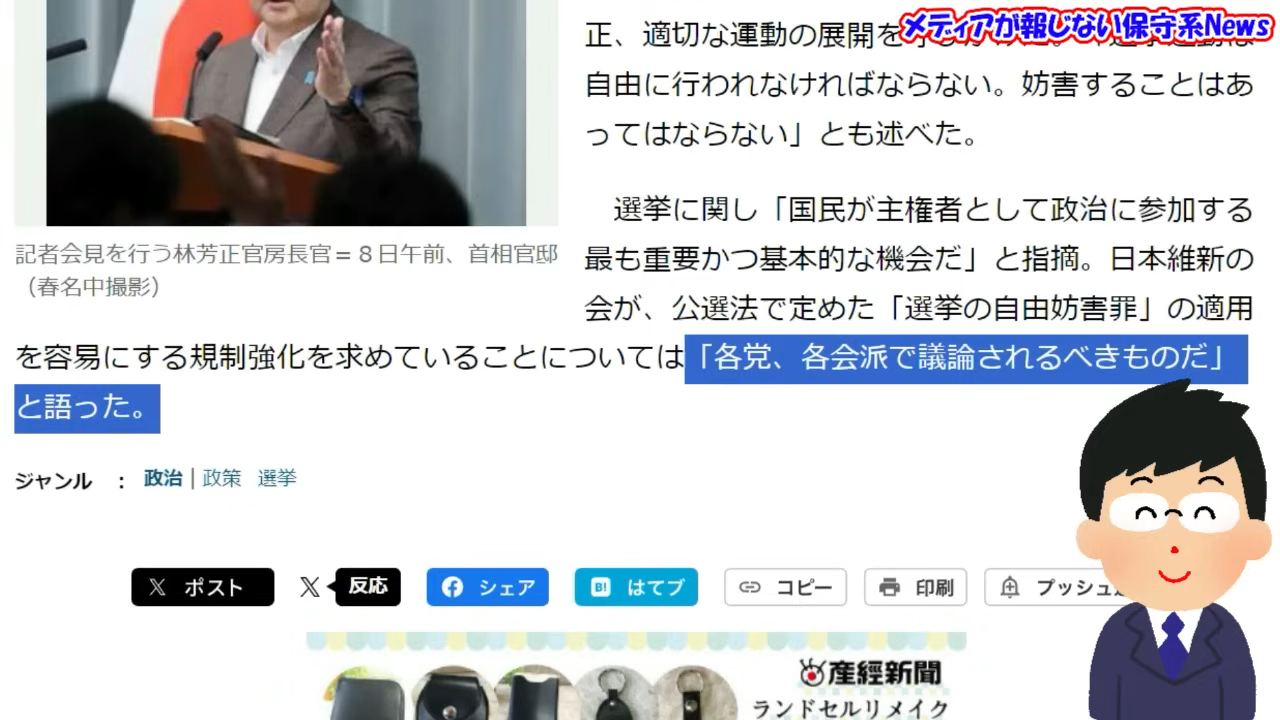 メディアが報じない保守系News
正、適切な運動の展開を
自由に行われなければならない。妨害することはあ
ってはならない」とも述べた。
選挙に関し「国民が主権者として政治に参加する
最も重要かつ基本的な機会だ」と指摘。日本維新の
会が、公選法で定めた「選挙の自由妨害罪」の適用
を容易にする規制強化を求めていることについては「各党、各会派で議論されるべきものだ」
と語った。
記者会見を行う林芳正官房長官=8日午前、首相官邸
（春名中撮影）
ジャンル : 政治 | 政策 選挙
ポスト 反応 シェア B! はてブ コピー 印刷 プッシュ
産経新聞
ランドセルリメイク